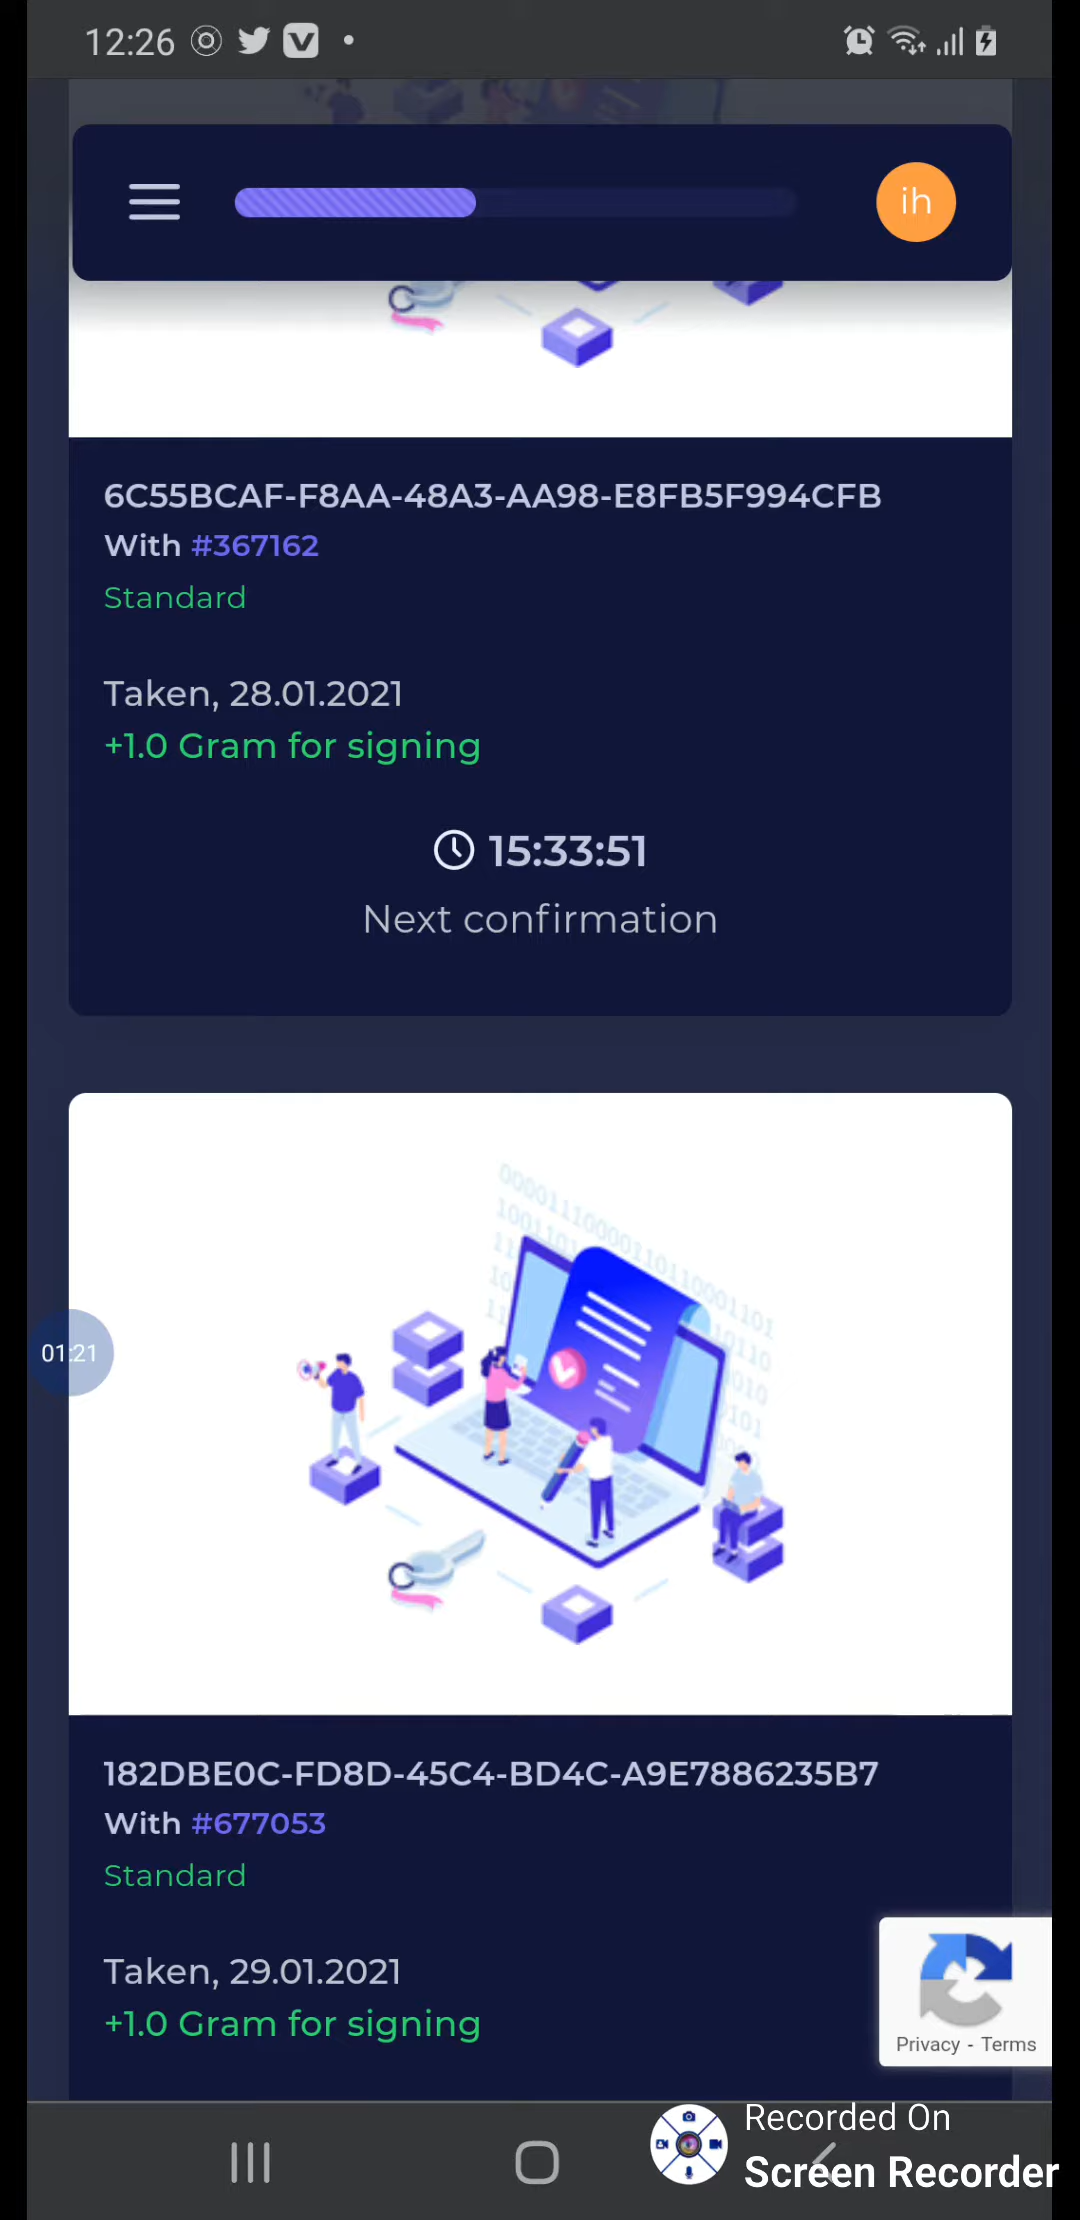 12:26
ih
6C55BCAF-F8AA-48A3-AA98-E8FB5F994CFB
With #367162
Standard
Taken, 28.01.2021
+1.0 Gram for signing
15:33:51
Next confirmation
01:21
182DBE0C-FD8D-45C4-BD4C-A9E7886235B7
With #677053
Standard
Taken, 29.01.2021
+1.0 Gram for signing
Privacy - Terms
Recorded On
Screen Recorder